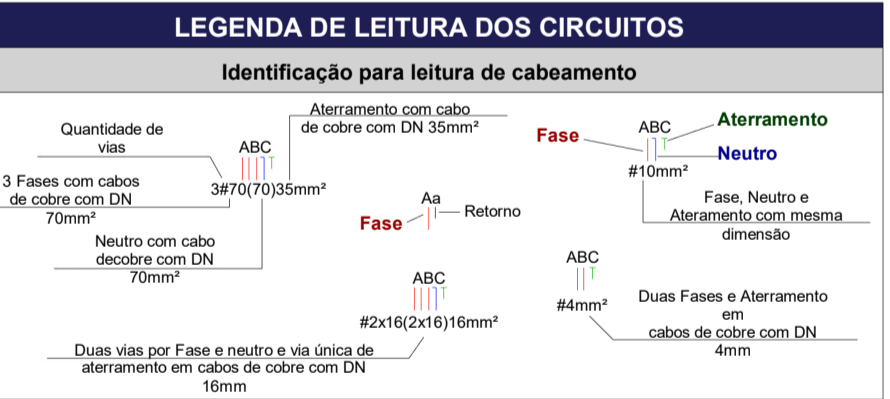 LEGENDA DE LEITURA DOS CIRCUITOS
Identificação para leitura de cabeamento
Quantidade de
vias
ABC
3#70(70)35mm²
Aterramento com cabo
de cobre com DN 35mm²
3 Fases com cabos
de cobre com DN
70mm²
Neutro com cabo
decobre com DN
70mm²
Aa
Fase
Retorno
ABC
#2x16(2x16)16mm²
Duas vias por Fase e neutro e via única de
aterramento em cabos de cobre com DN
16mm
Fase
ABC
Aterramento
Neutro
#10mm²
Fase, Neutro e
Ateramento com mesma
dimensão
ABC
#4mm²
Duas Fases e Aterramento
em
cabos de cobre com DN
4mm